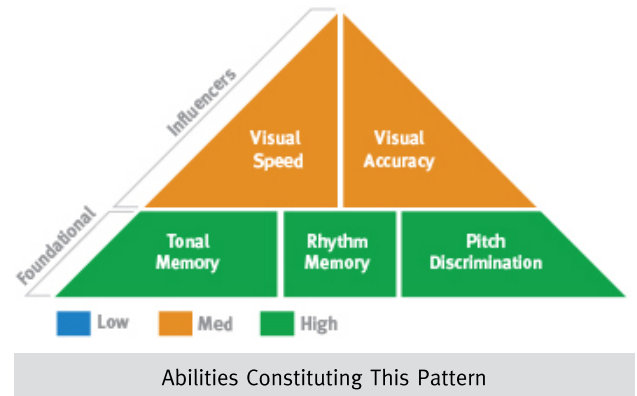 Influencers
Visual Visual
Speed Accuracy
Foundational
Tonal Rhythm Pitch
Memory Memory Discrimination
Low Med High
Abilities Constituting This Pattern